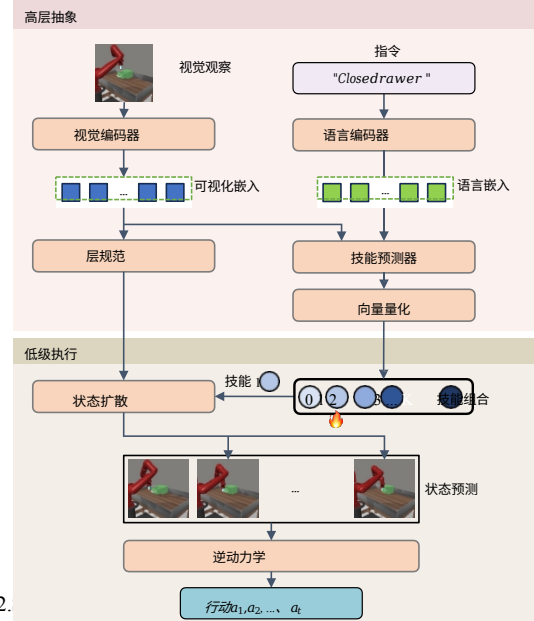 高层抽象
视觉观察
指令
"Closedrawer "
视觉编码器
语言编码器
...
可视化嵌入
...
语言嵌入
层规范
技能预测器
向量量化
低级执行
技能 1
状态扩散
0 1 2 3 ... K
技能组合
...
状态预测
逆动力学
2.
行动a₁,a₂, ...、 aₜ